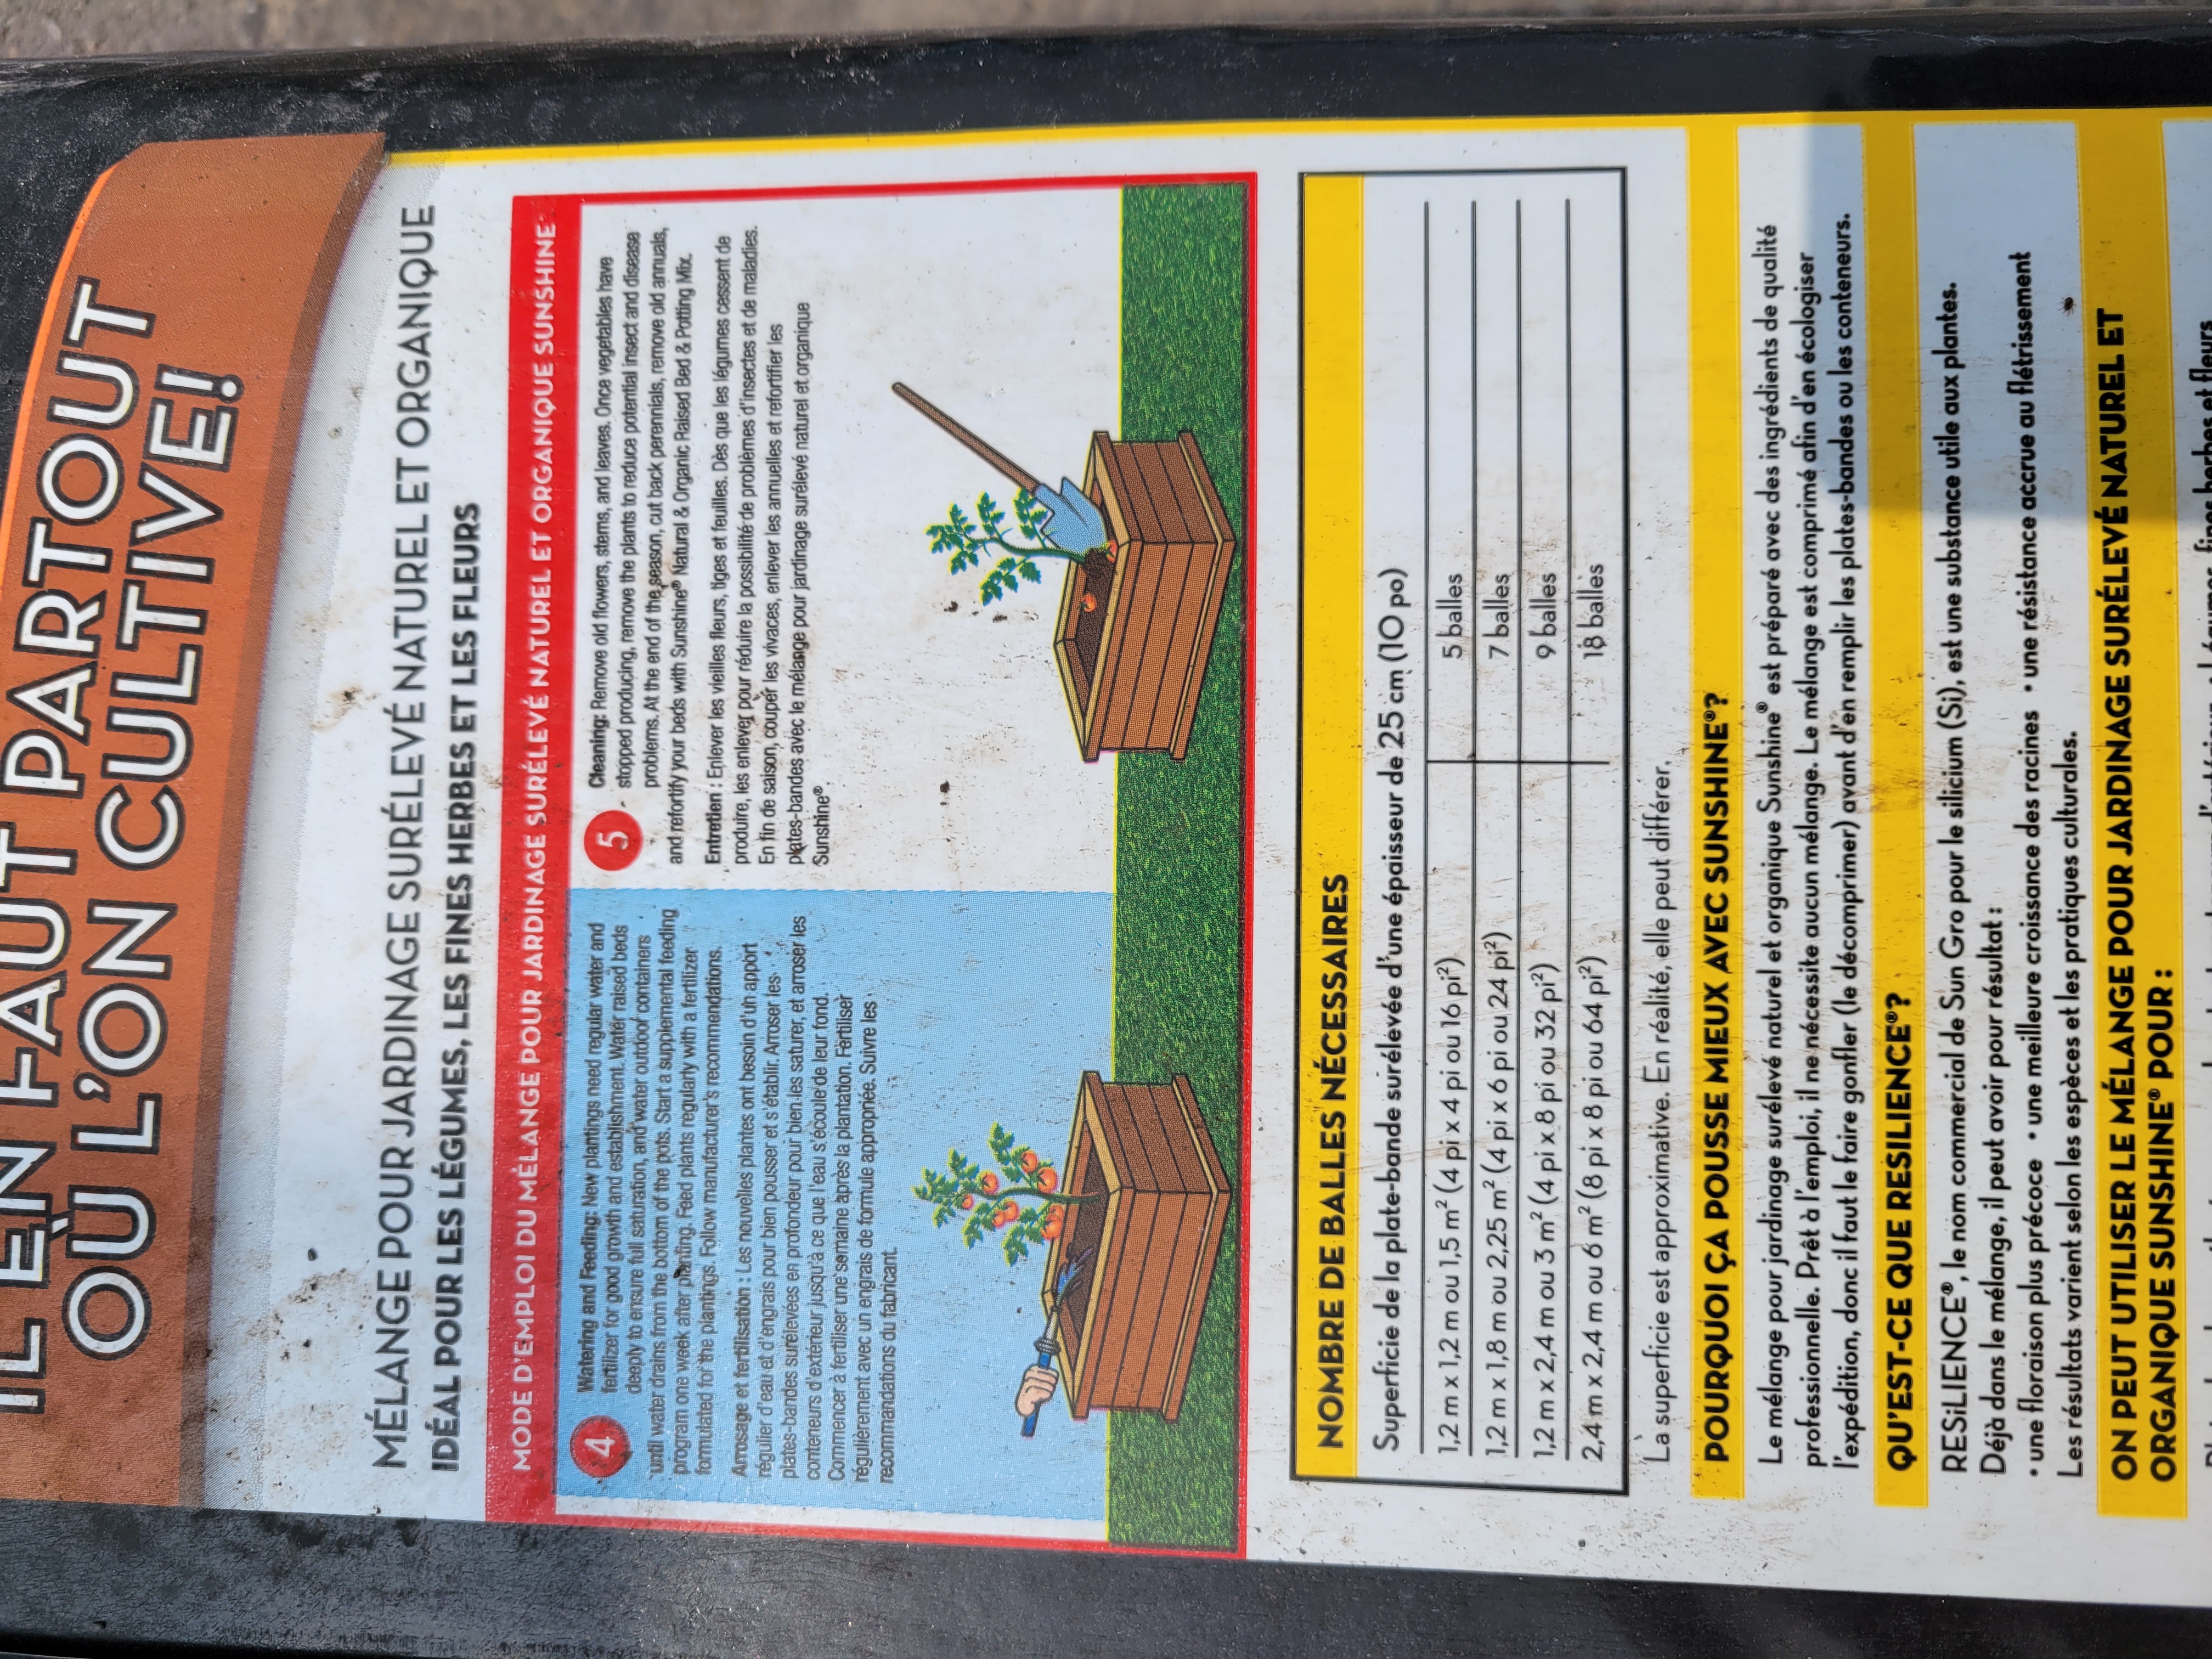 IL EN FAUT PARTOUT
OÙ L'ON CULTIVE!
MÉLANGE POUR JARDINAGE SURÉLEVÉ NATUREL ET ORGANIQUE
IDÉAL POUR LES LÉGUMES, LES FINES HERBES ET LES FLEURS
MODE D'EMPLOI DU MÉLANGE POUR JARDINAGE SURÉLEVÉ NATUREL ET ORGANIQUE SUNSHINE®
4
Watering and Feeding: New plantings need regular water and
fertilizer for good growth and establishment. Water raised beds
deeply to ensure full saturation, and water outdoor containers
until water drains from the bottom of the pots. Start a supplemental feeding
program one week after planting. Feed plants regularly with a fertilizer
formulated for the plantings. Follow manufacturer's recommendations.
Arrosage et fertilisation : Les nouvelles plantes ont besoin d'un apport
régulier d'eau et d'engrais pour bien pousser et s'établir. Arroser les
plates-bandes surélevées en profondeur pour bien les saturer, et arroser les
conteneurs d'extérieur jusqu'à ce que l'eau s'écoule de leur fond.
Commencer à fertiliser une semaine après la plantation. Fertiliser
régulièrement avec un engrais de formule appropriée. Suivre les
recommandations du fabricant.
5
Cleaning: Remove old flowers, stems, and leaves. Once vegetables have
stopped producing, remove the plants to reduce potential insect and disease
problems. At the end of the season, cut back perennials, remove old annuals,
and refortify your beds with Sunshine® Natural & Organic Raised Bed & Potting Mix.
Entretien : Enlever les vieilles fleurs, tiges et feuilles. Dès que les légumes cessent de
produire, les enlever pour réduire la possibilité de problèmes d'insectes et de maladies.
En fin de saison, couper les vivaces, enlever les annuelles et refortifier les
plates-bandes avec le mélange pour jardinage surélevé naturel et organique
Sunshine®.
NOMBRE DE BALLES NÉCESSAIRES
Superficie de la plate-bande surélevée d'une épaisseur de 25 cm (10 po)
1,2 m x 1,2 m ou 1,5 m² (4 pi x 4 pi ou 16 pi²) 5 balles
1,2 m x 1,8 m ou 2,25 m² (4 pi x 6 pi ou 24 pi²) 7 balles
1,2 m x 2,4 m ou 3 m² (4 pi x 8 pi ou 32 pi²) 9 balles
2,4 m x 2,4 m ou 6 m² (8 pi x 8 pi ou 64 pi²) 18 balles
La superficie est approximative. En réalité, elle peut différer.
POURQUOI ÇA POUSSE MIEUX AVEC SUNSHINE®?
Le mélange pour jardinage surélevé naturel et organique Sunshine® est préparé avec des ingrédients de qualité
professionnelle. Prêt à l'emploi, il ne nécessite aucun mélange. Le mélange est comprimé afin d'en écologiser
l'expédition, donc il faut le faire gonfler (le décomprimer) avant d'en remplir les plates-bandes ou les conteneurs.
QU'EST-CE QUE RESILIENCE®?
RESiLIENCE®, le nom commercial de Sun Gro pour le silicium (Si), est une substance utile aux plantes.
Déjà dans le mélange, il peut avoir pour résultat :
• une floraison plus précoce • une meilleure croissance des racines • une résistance accrue au flétrissement
Les résultats varient selon les espèces et les pratiques culturales.
ON PEUT UTILISER LE MÉLANGE POUR JARDINAGE SURÉLEVÉ NATUREL ET
ORGANIQUE SUNSHINE® POUR :
d'extérieur • Légumes, fines herbes et fleurs